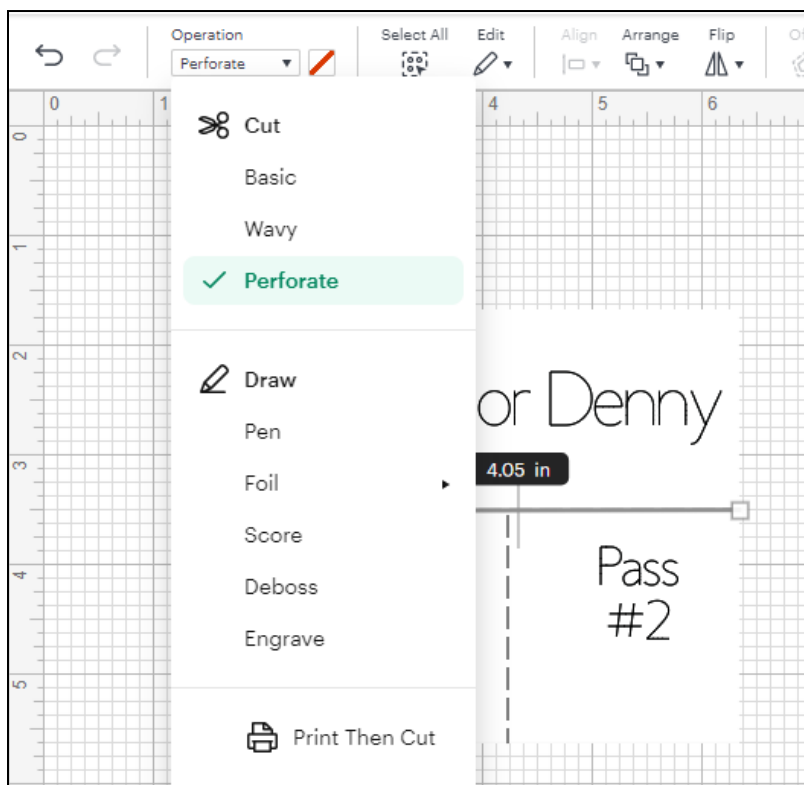 Operation
Select All
Edit
Align
Arrange
Flip
Perforate
0
1
4
5
6
0
1
2
3
4
5
Cut
Basic
Wavy
Perforate
Draw
Pen
Foil
Score
Deboss
Engrave
Print Then Cut
or Denny
4.05 in
Pass
#2